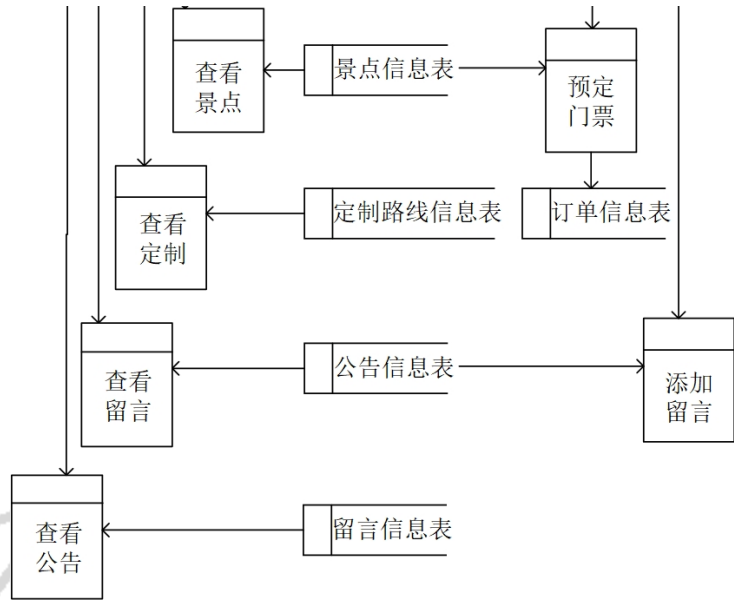 查看
景点
景点信息表
预定
门票
查看
定制
定制路线信息表
订单信息表
查看
留言
公告信息表
添加
留言
查看
公告
留言信息表